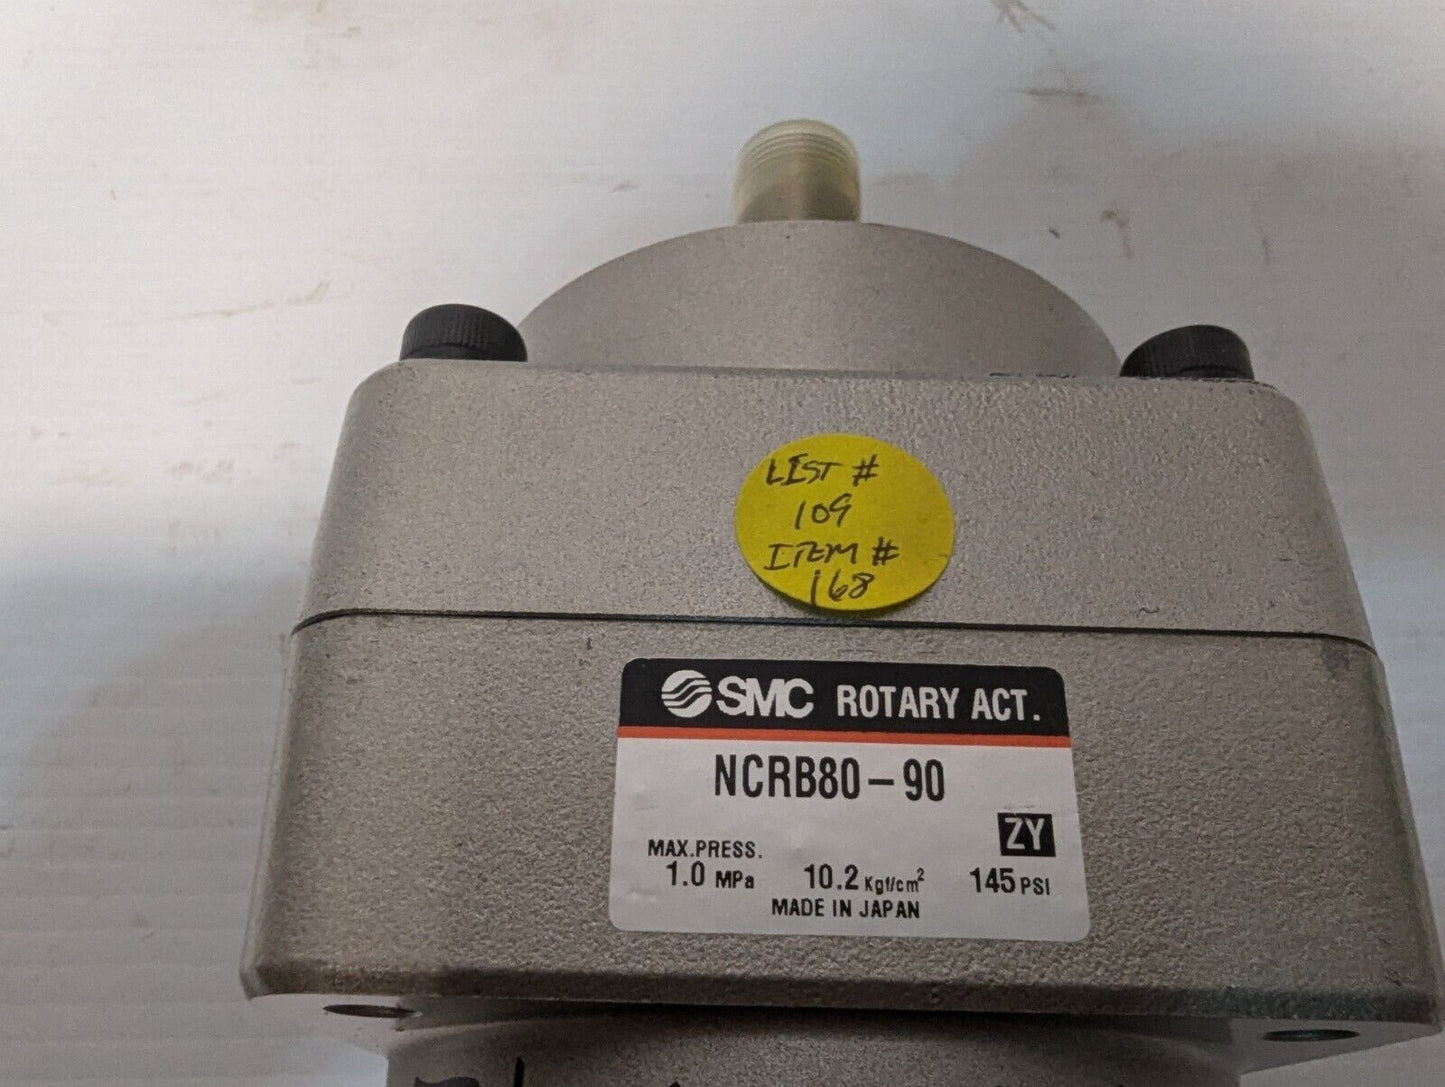 LIST #
109
ITEM #
168
SMC ROTARY ACT.
NCRB80-90
ZY
MAX.PRESS.
1.0 MPa 10.2 Kgf/cm² 145 PSI
MADE IN JAPAN